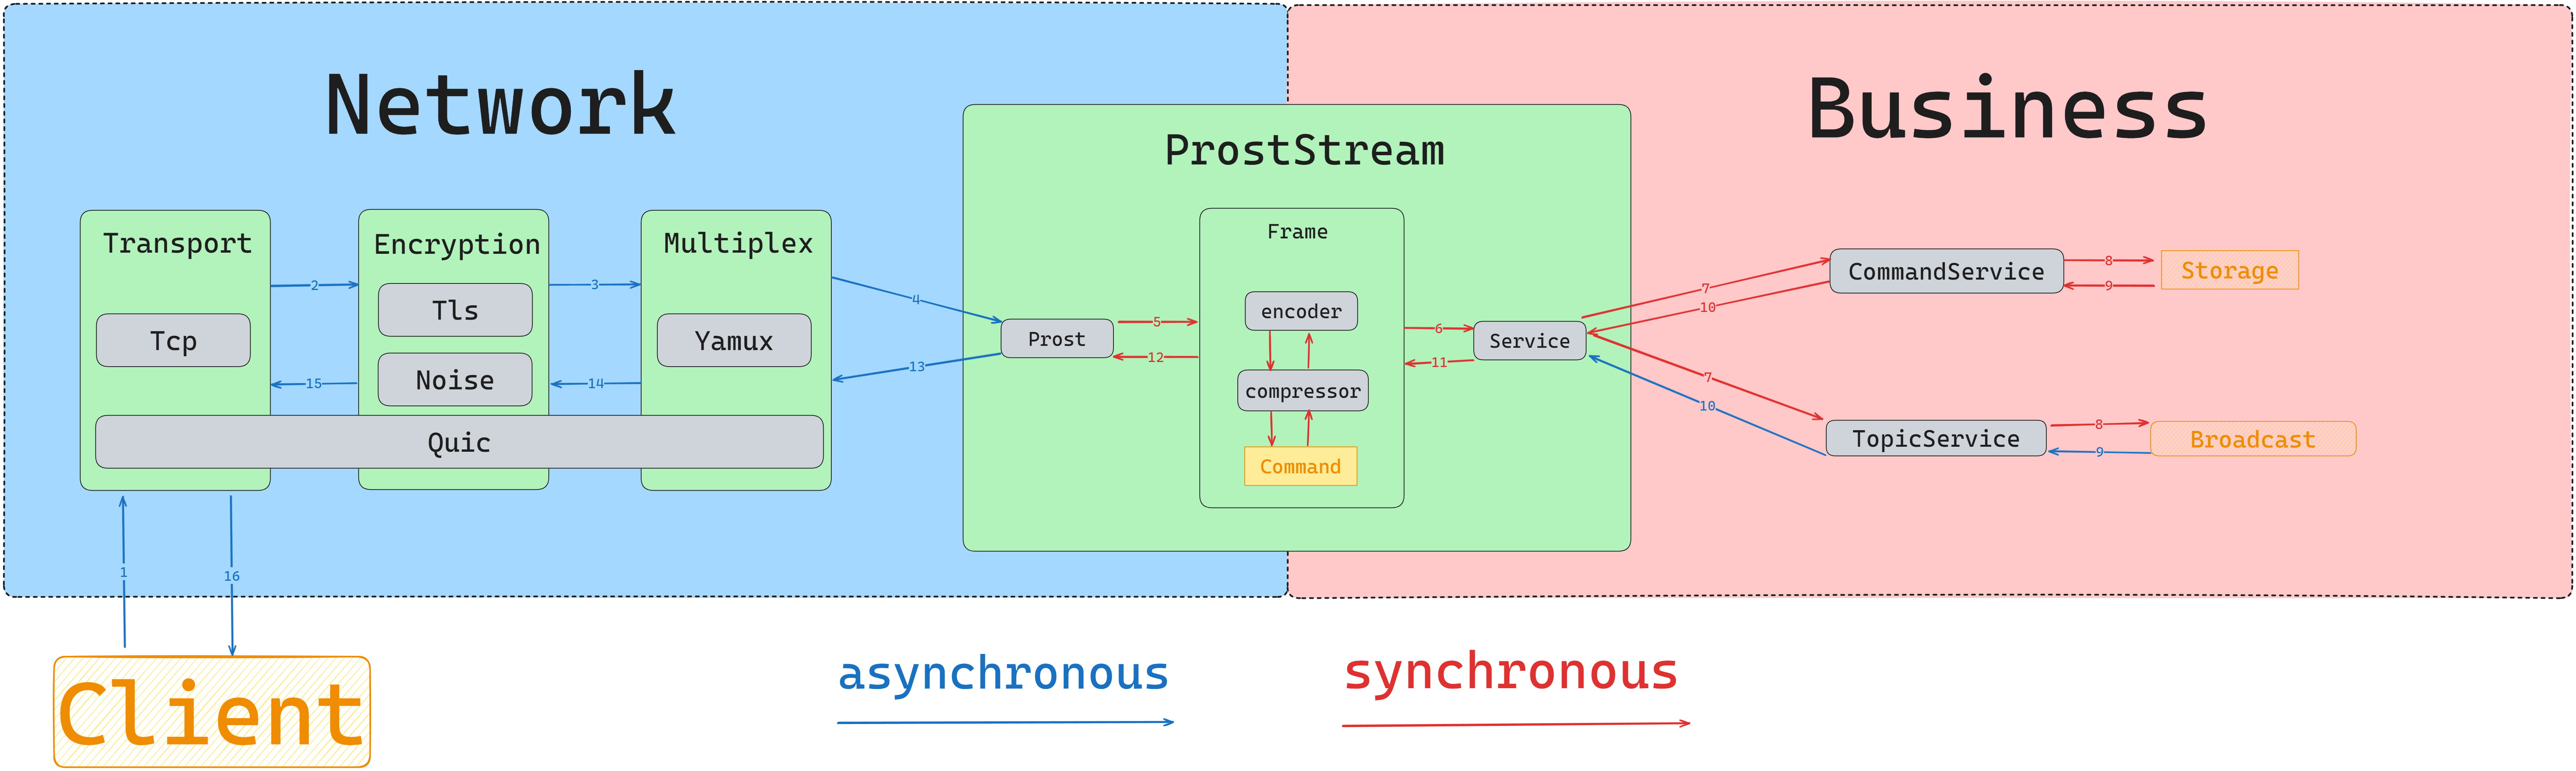 Network
Business
ProstStream
Transport
Encryption
Multiplex
Frame
Tcp
Tls
Noise
Yamux
Quic
Prost
encoder
compressor
Command
Service
CommandService
Storage
TopicService
Broadcast
1
2
3
4
5
6
7
8
9
10
7
8
9
10
11
12
13
14
15
16
Client
asynchronous
synchronous